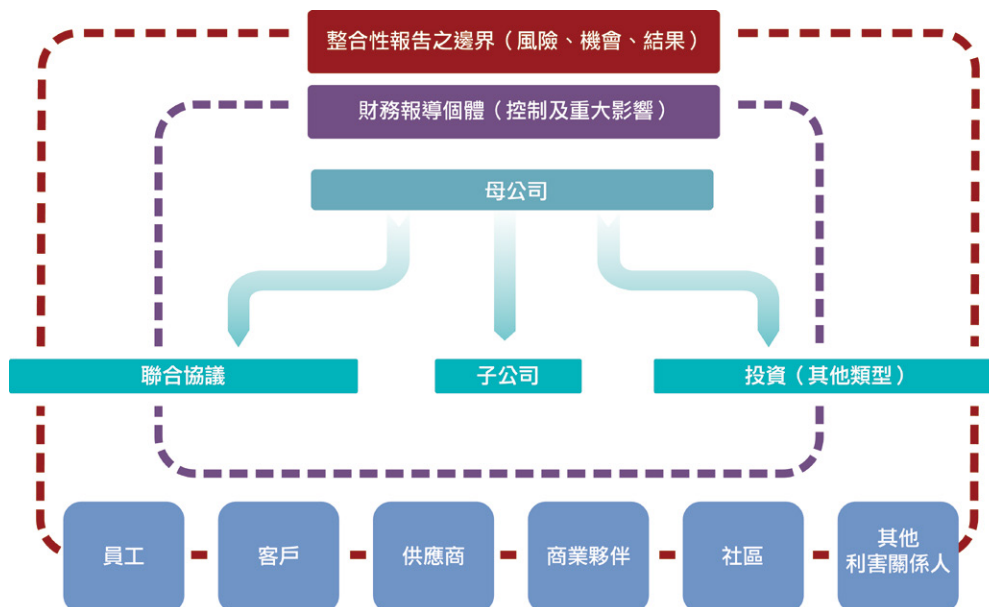 整合性報告之邊界（風險、機會、結果）
財務報導個體（控制及重大影響）
母公司
聯合協議
子公司
投資（其他類型）
員工
客戶
供應商
商業夥伴
社區
其他
利害關係人